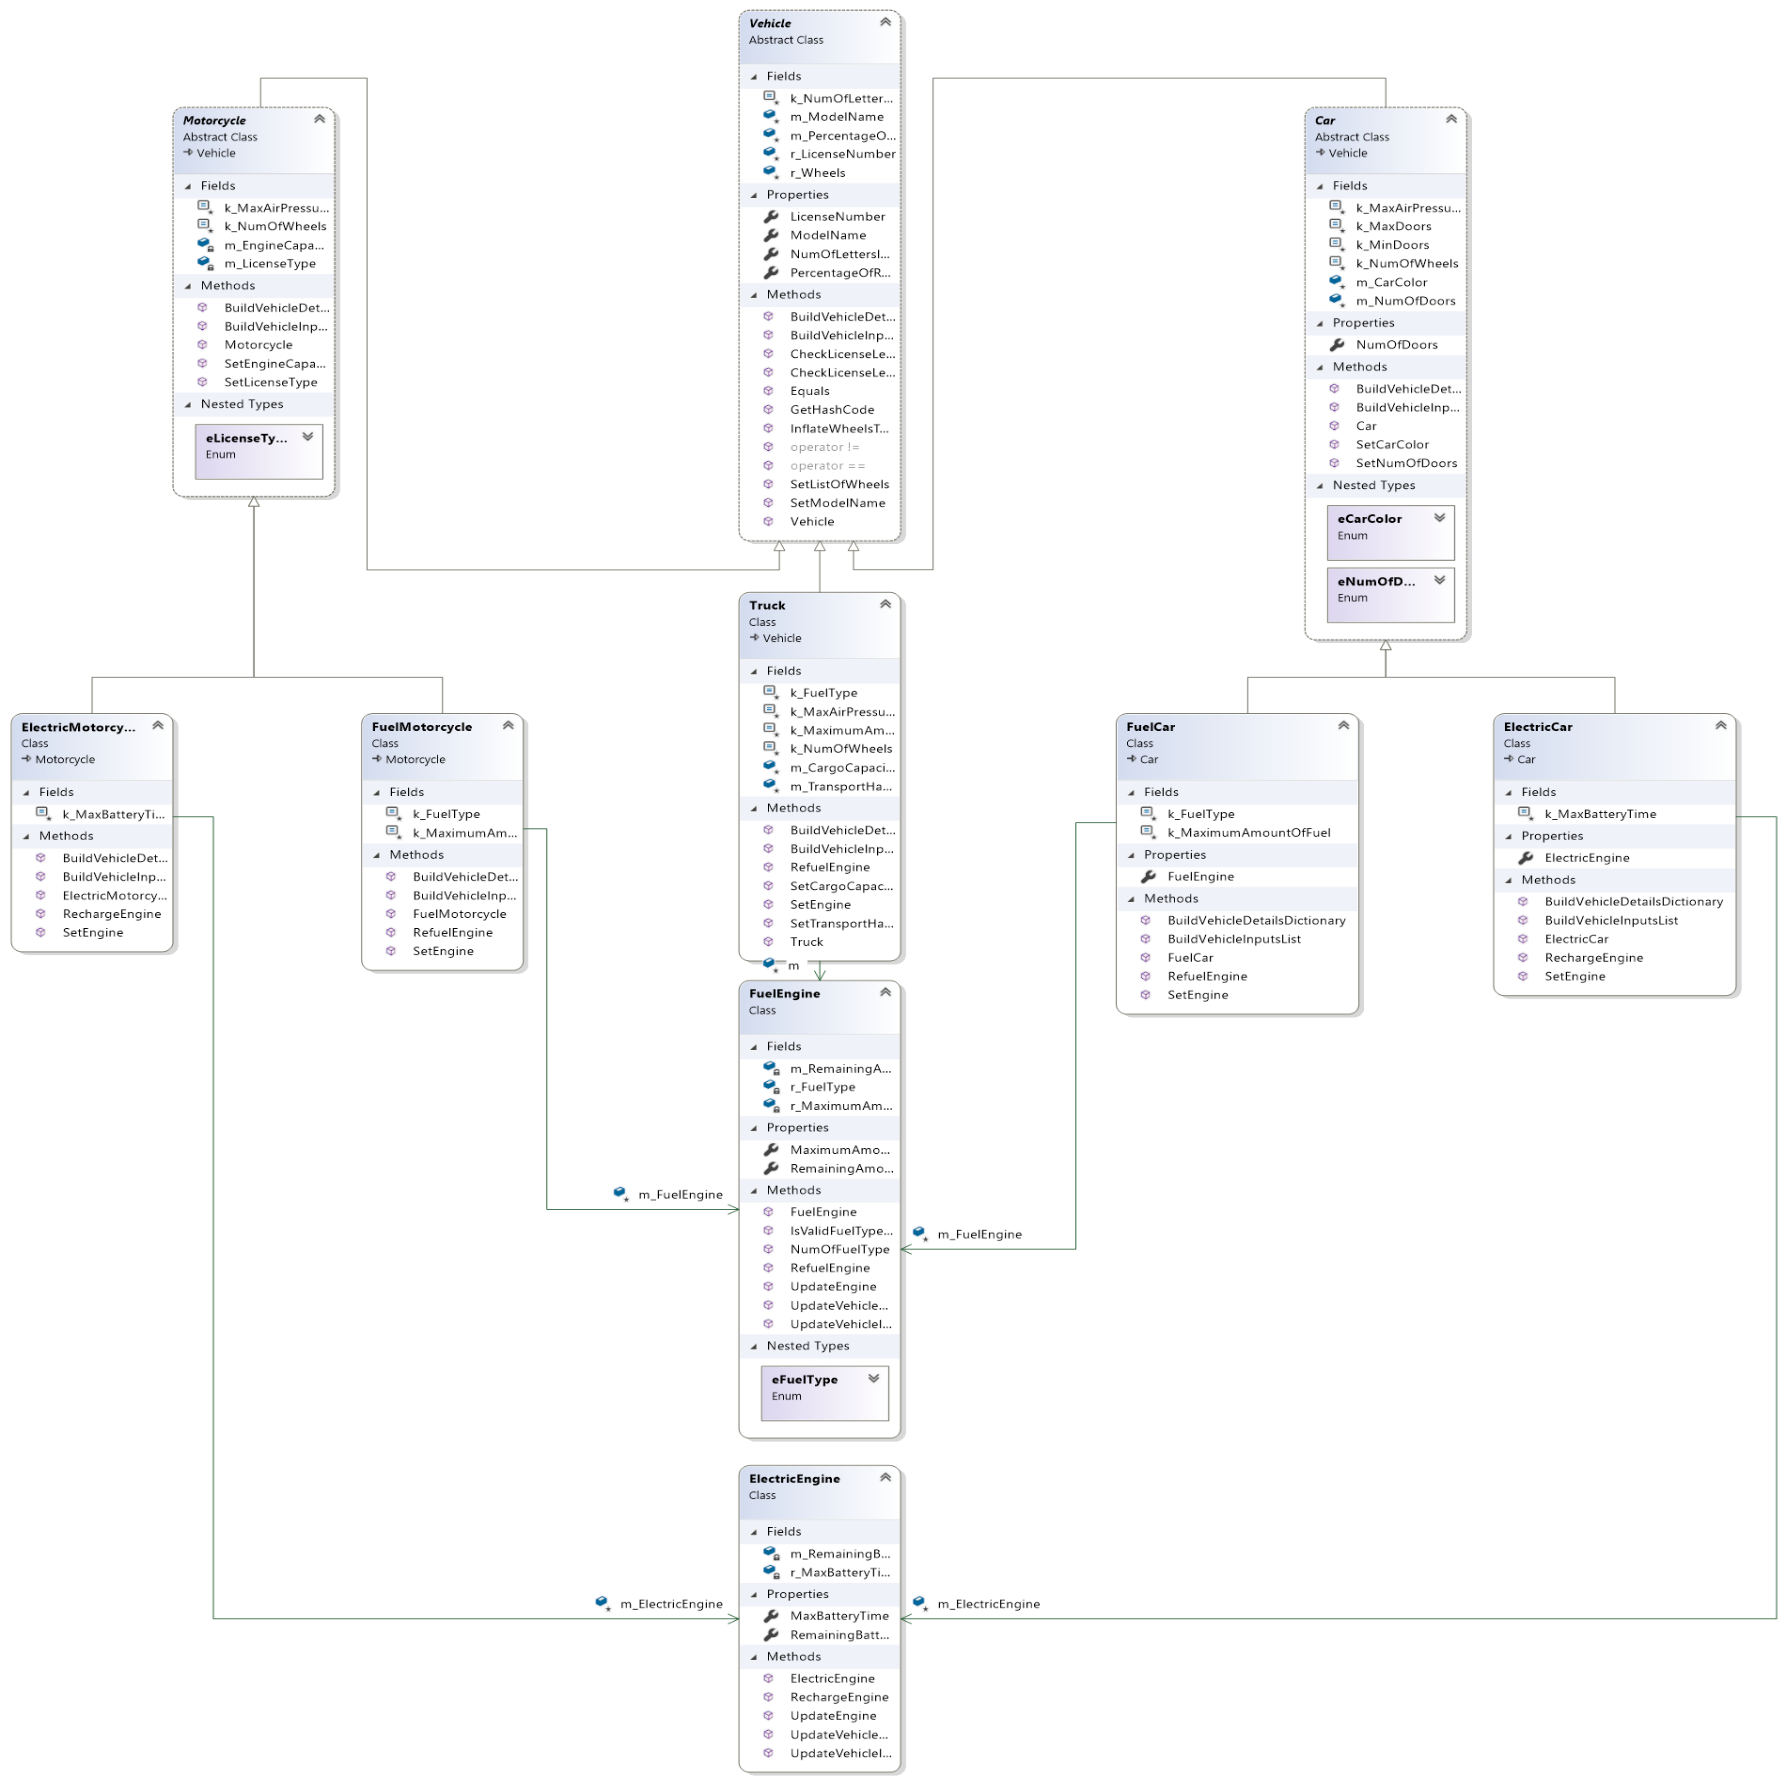 Vehicle
Abstract Class
Fields
k_NumOfLetter...
m_ModelName
m_PercentageO...
r_LicenseNumber
r_Wheels
Properties
LicenseNumber
ModelName
NumOfLettersI...
PercentageOfR...
Methods
BuildVehicleDet...
BuildVehicleInp...
CheckLicenseLe...
CheckLicenseLe...
Equals
GetHashCode
InflateWheelsT...
operator !=
operator ==
SetListOfWheels
SetModelName
Vehicle
Motorcycle
Abstract Class
Vehicle
Fields
k_MaxAirPressu...
k_NumOfWheels
m_EngineCapa...
m_LicenseType
Methods
BuildVehicleDet...
BuildVehicleInp...
Motorcycle
SetEngineCapa...
SetLicenseType
Nested Types
eLicenseTy...
Enum
Car
Abstract Class
Vehicle
Fields
k_MaxAirPressu...
k_MaxDoors
k_MinDoors
k_NumOfWheels
m_CarColor
m_NumOfDoors
Properties
NumOfDoors
Methods
BuildVehicleDet...
BuildVehicleInp...
Car
SetCarColor
SetNumOfDoors
Nested Types
eCarColor
Enum
eNumOfD...
Enum
Truck
Class
Vehicle
Fields
k_FuelType
k_MaxAirPressu...
k_MaximumAm...
k_NumOfWheels
m_CargoCapaci...
m_TransportHa...
Methods
BuildVehicleDet...
BuildVehicleInp...
RefuelEngine
SetCargoCapac...
SetEngine
SetTransportHa...
Truck
m
ElectricMotorcy...
Class
Motorcycle
Fields
k_MaxBatteryTi...
Methods
BuildVehicleDet...
BuildVehicleInp...
ElectricMotorcy...
RechargeEngine
SetEngine
FuelMotorcycle
Class
Motorcycle
Fields
k_FuelType
k_MaximumAm...
Methods
BuildVehicleDet...
BuildVehicleInp...
FuelMotorcycle
RefuelEngine
SetEngine
FuelCar
Class
Car
Fields
k_FuelType
k_MaximumAmountOfFuel
Properties
FuelEngine
Methods
BuildVehicleDetailsDictionary
BuildVehicleInputsList
FuelCar
RefuelEngine
SetEngine
ElectricCar
Class
Car
Fields
k_MaxBatteryTime
Properties
ElectricEngine
Methods
BuildVehicleDetailsDictionary
BuildVehicleInputsList
ElectricCar
RechargeEngine
SetEngine
FuelEngine
Class
Fields
m_RemainingA...
r_FuelType
r_MaximumAm...
Properties
MaximumAmo...
RemainingAmo...
Methods
FuelEngine
IsValidFuelType...
NumOfFuelType
RefuelEngine
UpdateEngine
UpdateVehicle...
UpdateVehicleI...
Nested Types
eFuelType
Enum
m_FuelEngine
m_FuelEngine
ElectricEngine
Class
Fields
m_RemainingB...
r_MaxBatteryTi...
Properties
MaxBatteryTime
RemainingBatt...
Methods
ElectricEngine
RechargeEngine
UpdateEngine
UpdateVehicle...
UpdateVehicleI...
m_ElectricEngine
m_ElectricEngine